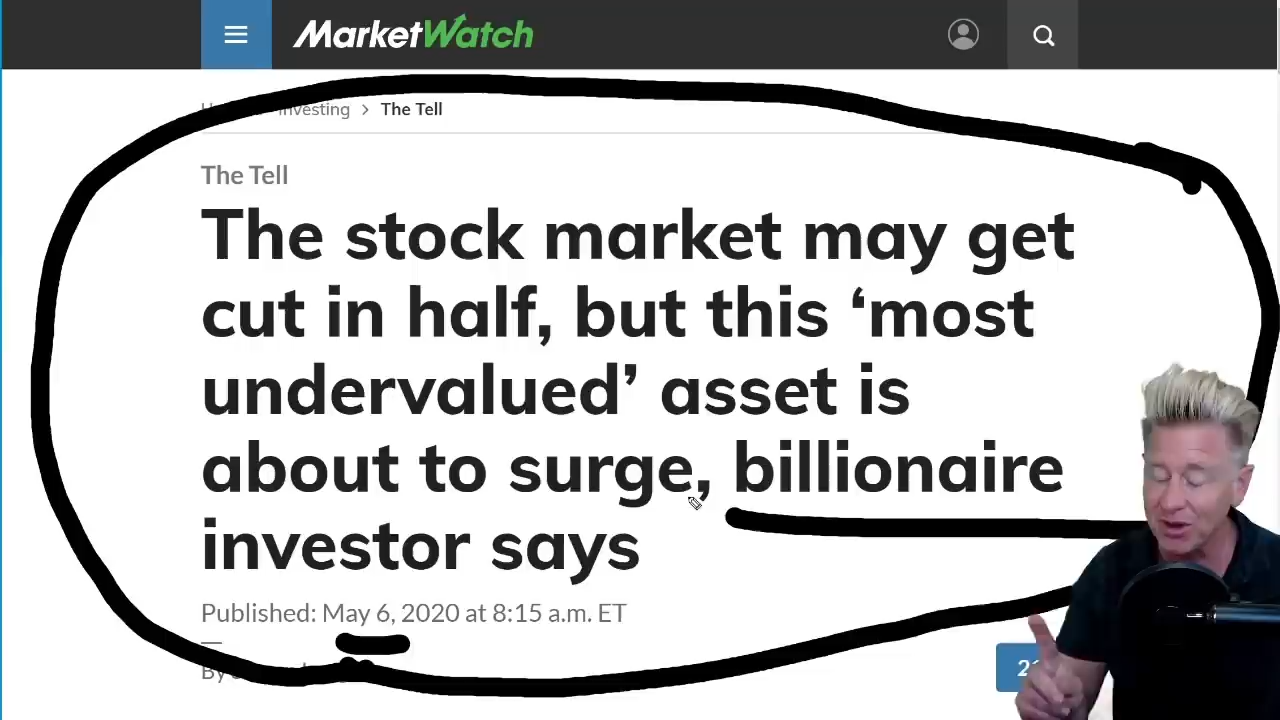 MarketWatch
Investing > The Tell
The Tell
The stock market may get
cut in half, but this ‘most
undervalued’ asset is
about to surge, billionaire
investor says
Published: May 6, 2020 at 8:15 a.m. ET
By